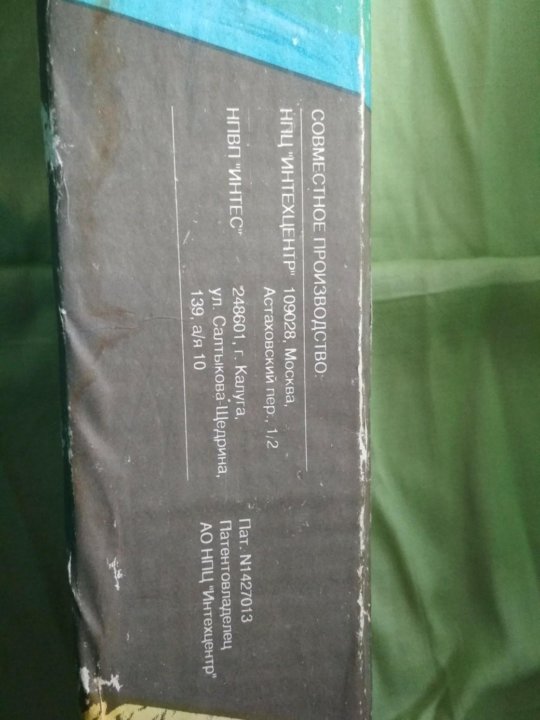 СОВМЕСТНОЕ ПРОИЗВОДСТВО:
НПЦ "ИНТЕХЦЕНТР" 109028, Москва,
Астаховский пер., 1/2
НПВП "ИНТЕС" 248601, г. Калуга,
ул. Салтыкова-Щедрина,
139, а/я 10
Пат. N1427013
Патентовладелец
АО НПЦ "Интехцентр"